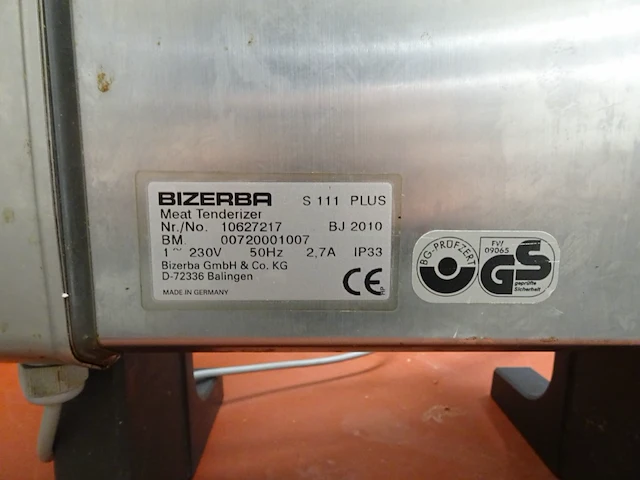 BIZERBA S 111 PLUS
Meat Tenderizer
Nr./No. 10627217 BJ 2010
BM. 00720001007
1~ 230V 50Hz 2,7A IP33
Bizerba GmbH & Co. KG
D-72336 Balingen
MADE IN GERMANY
CE
BG-PRÜFZERT
FV/
09065
GS
geprüfte
Sicherheit